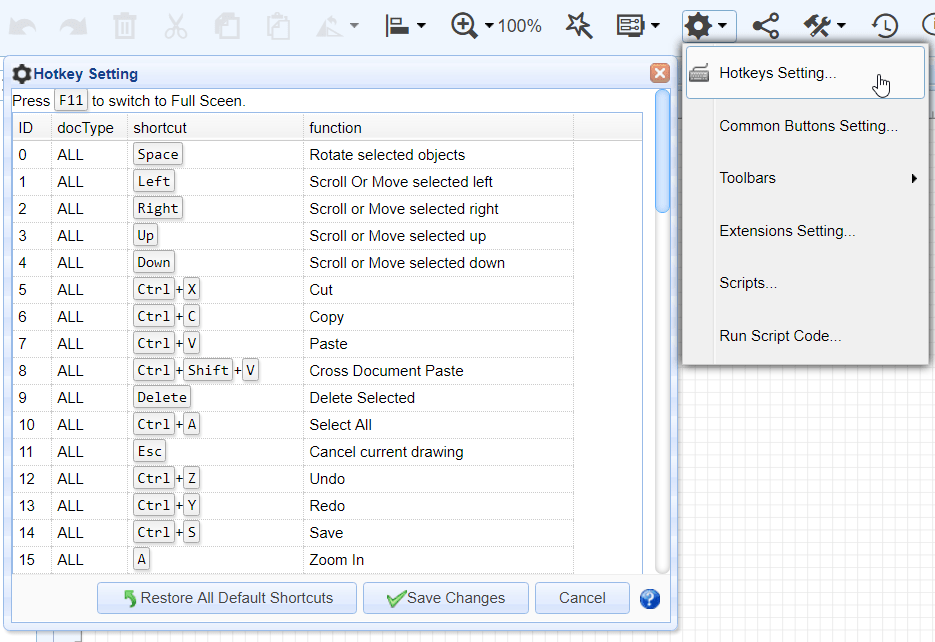 100%
Hotkey Setting
Press F11 to switch to Full Sceen.
ID docType shortcut function
0 ALL Space Rotate selected objects
1 ALL Left Scroll Or Move selected left
2 ALL Right Scroll or Move selected right
3 ALL Up Scroll or Move selected up
4 ALL Down Scroll or Move selected down
5 ALL Ctrl+X Cut
6 ALL Ctrl+C Copy
7 ALL Ctrl+V Paste
8 ALL Ctrl+Shift+V Cross Document Paste
9 ALL Delete Delete Selected
10 ALL Ctrl+A Select All
11 ALL Esc Cancel current drawing
12 ALL Ctrl+Z Undo
13 ALL Ctrl+Y Redo
14 ALL Ctrl+S Save
15 ALL A Zoom In
Restore All Default Shortcuts Save Changes Cancel ?
Hotkeys Setting...
Common Buttons Setting...
Toolbars
Extensions Setting...
Scripts...
Run Script Code...